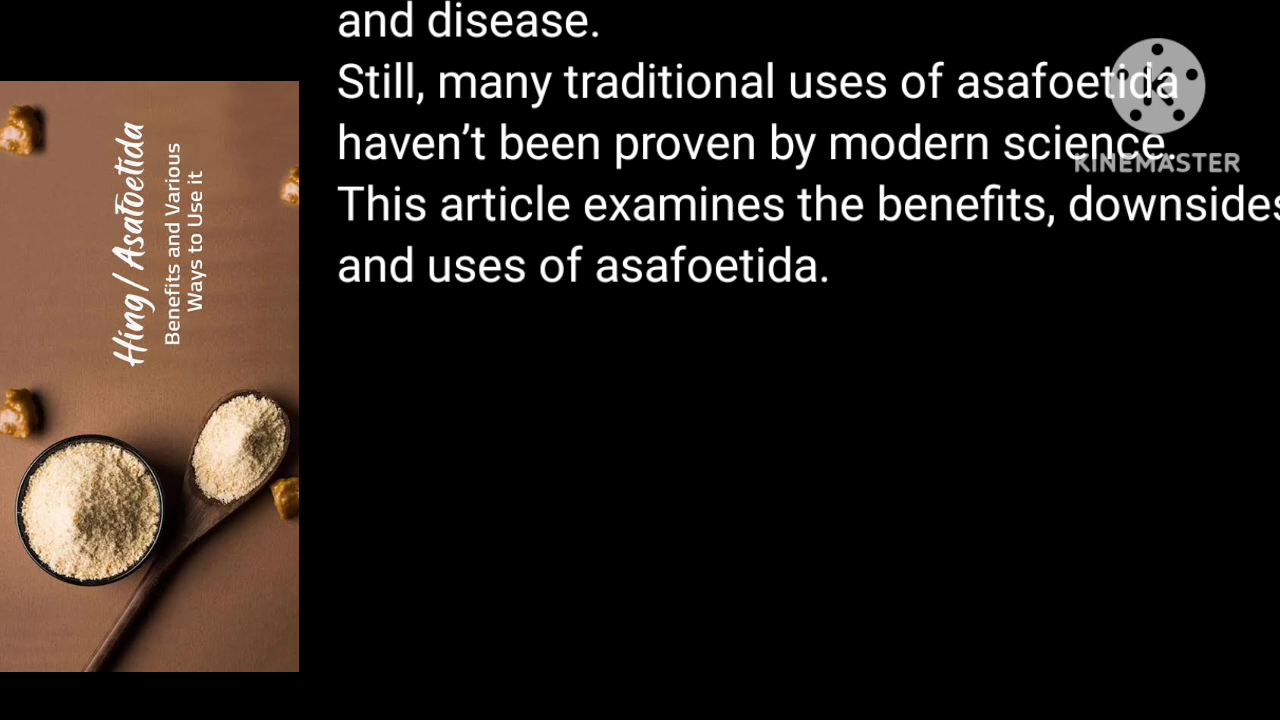 and disease.
Still, many traditional uses of asafoetida
haven’t been proven by modern science.
This article examines the benefits, downsides
and uses of asafoetida.
KINEMASTER
Hing/ Asafoetida
Benefits and Various
Ways to Use it